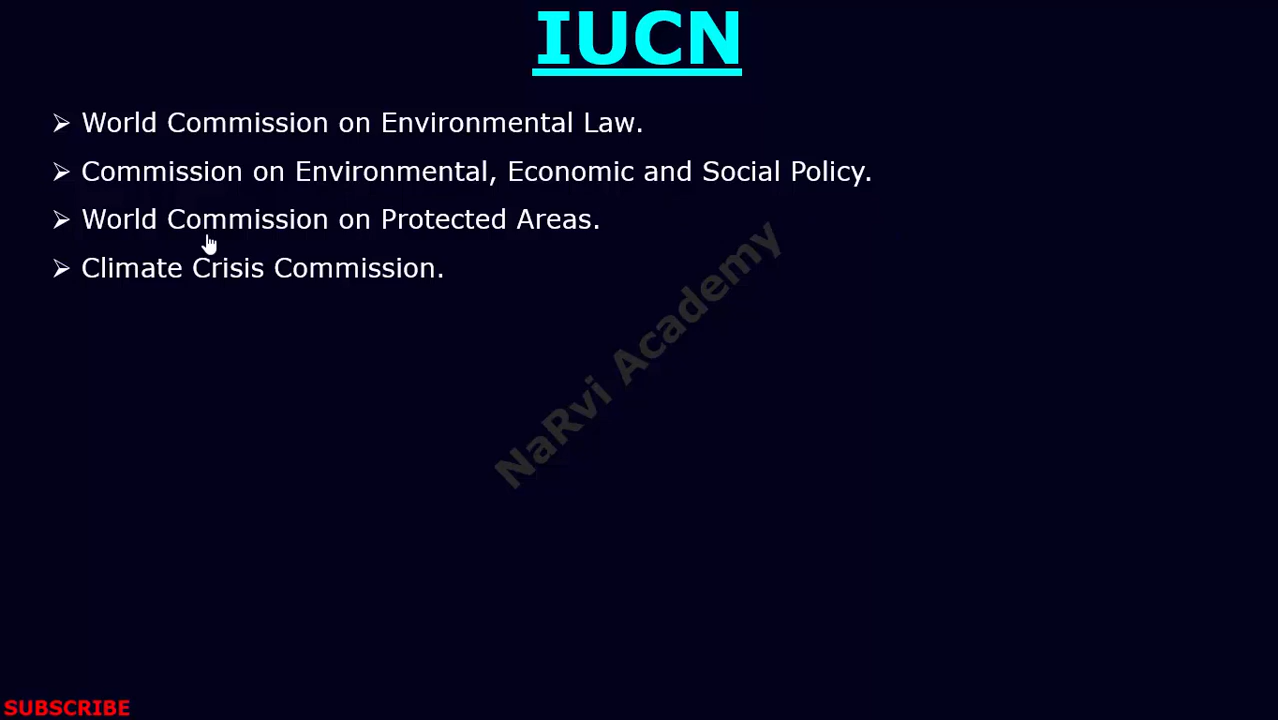 IUCN
➢ World Commission on Environmental Law.
➢ Commission on Environmental, Economic and Social Policy.
➢ World Commission on Protected Areas.
➢ Climate Crisis Commission.
NaRvi Academy
SUBSCRIBE